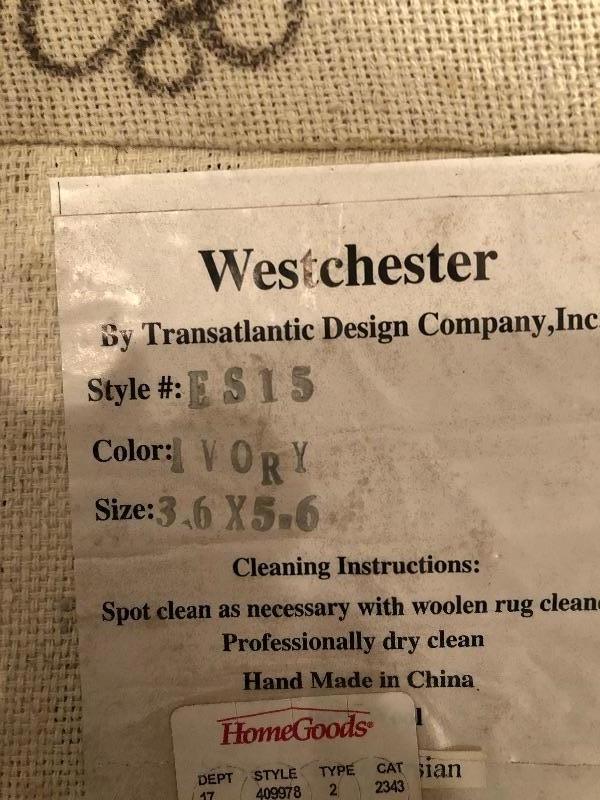 Westchester
By Transatlantic Design Company,Inc
Style #: ES15
Color: IVORY
Size: 3.6 X 5.6
Cleaning Instructions:
Spot clean as necessary with woolen rug clean
Professionally dry clean
Hand Made in China
HomeGoods
DEPT STYLE TYPE CAT
17 409978 2 2343